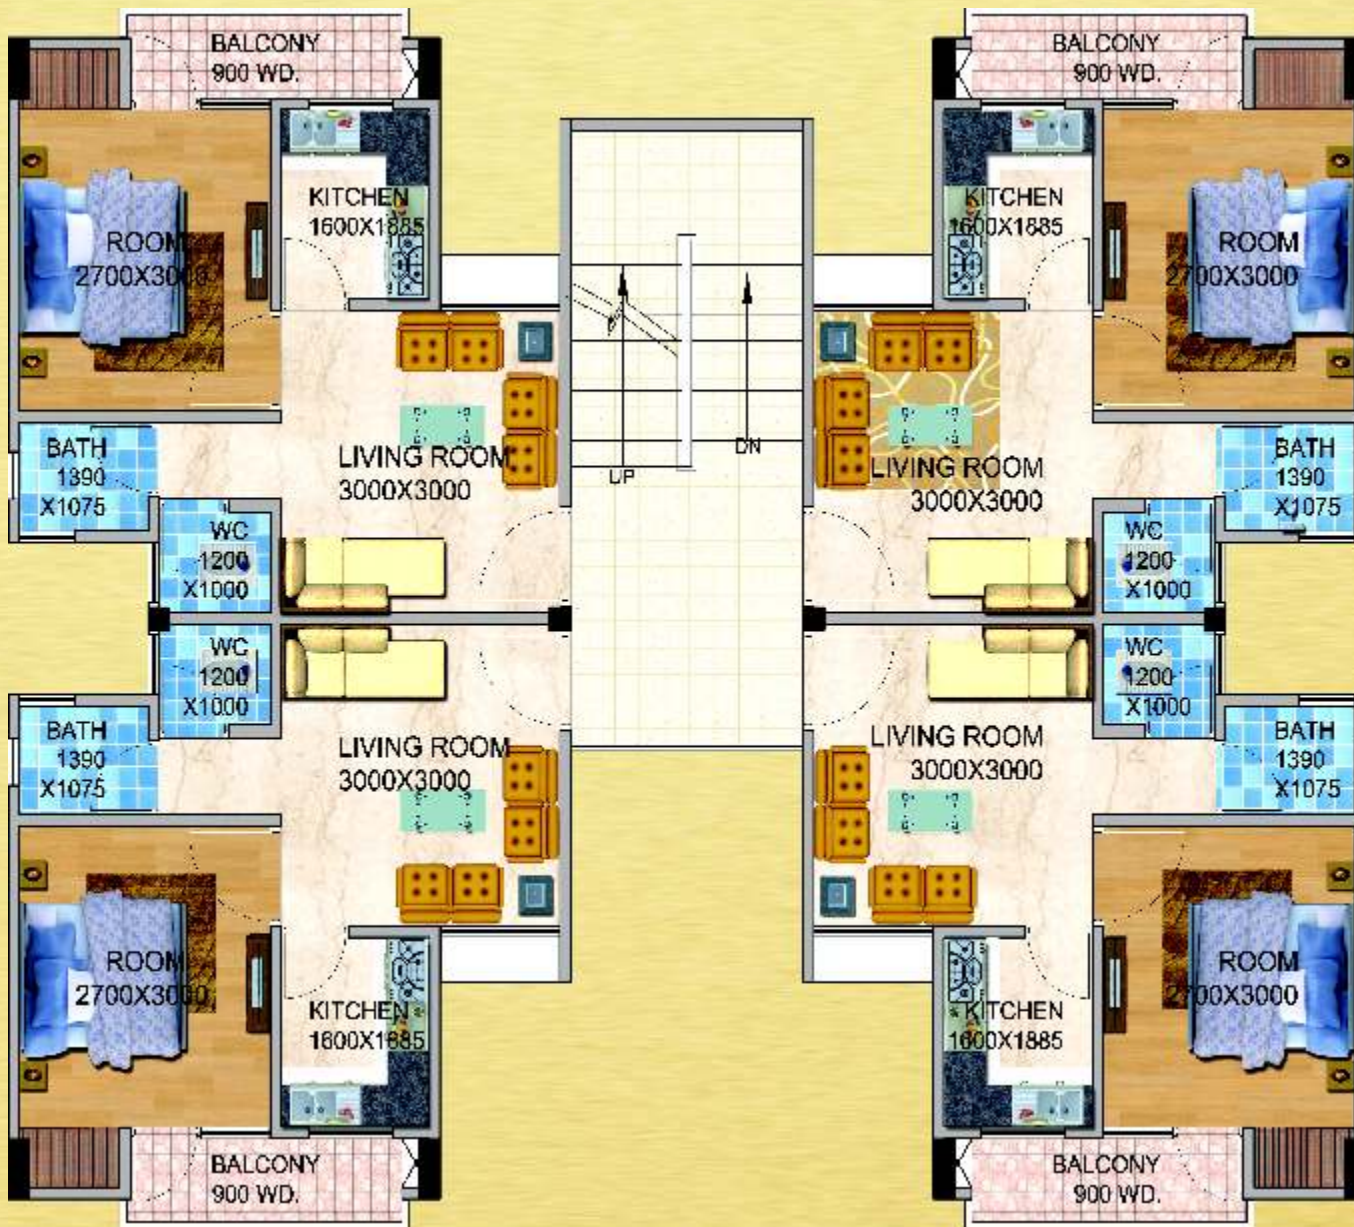 BALCONY
900 WD.
BALCONY
900 WD.
KITCHEN
1600X1885
KITCHEN
1600X1885
ROOM
2700X3000
ROOM
2700X3000
LIVING ROOM
3000X3000
UP
DN
LIVING ROOM
3000X3000
BATH
1390
X1075
BATH
1390
X1075
WC
1200
X1000
WC
1200
X1000
WC
1200
X1000
WC
1200
X1000
BATH
1390
X1075
LIVING ROOM
3000X3000
LIVING ROOM
3000X3000
BATH
1390
X1075
ROOM
2700X3000
ROOM
2700X3000
KITCHEN
1600X1885
KITCHEN
1600X1885
BALCONY
900 WD.
BALCONY
900 WD.